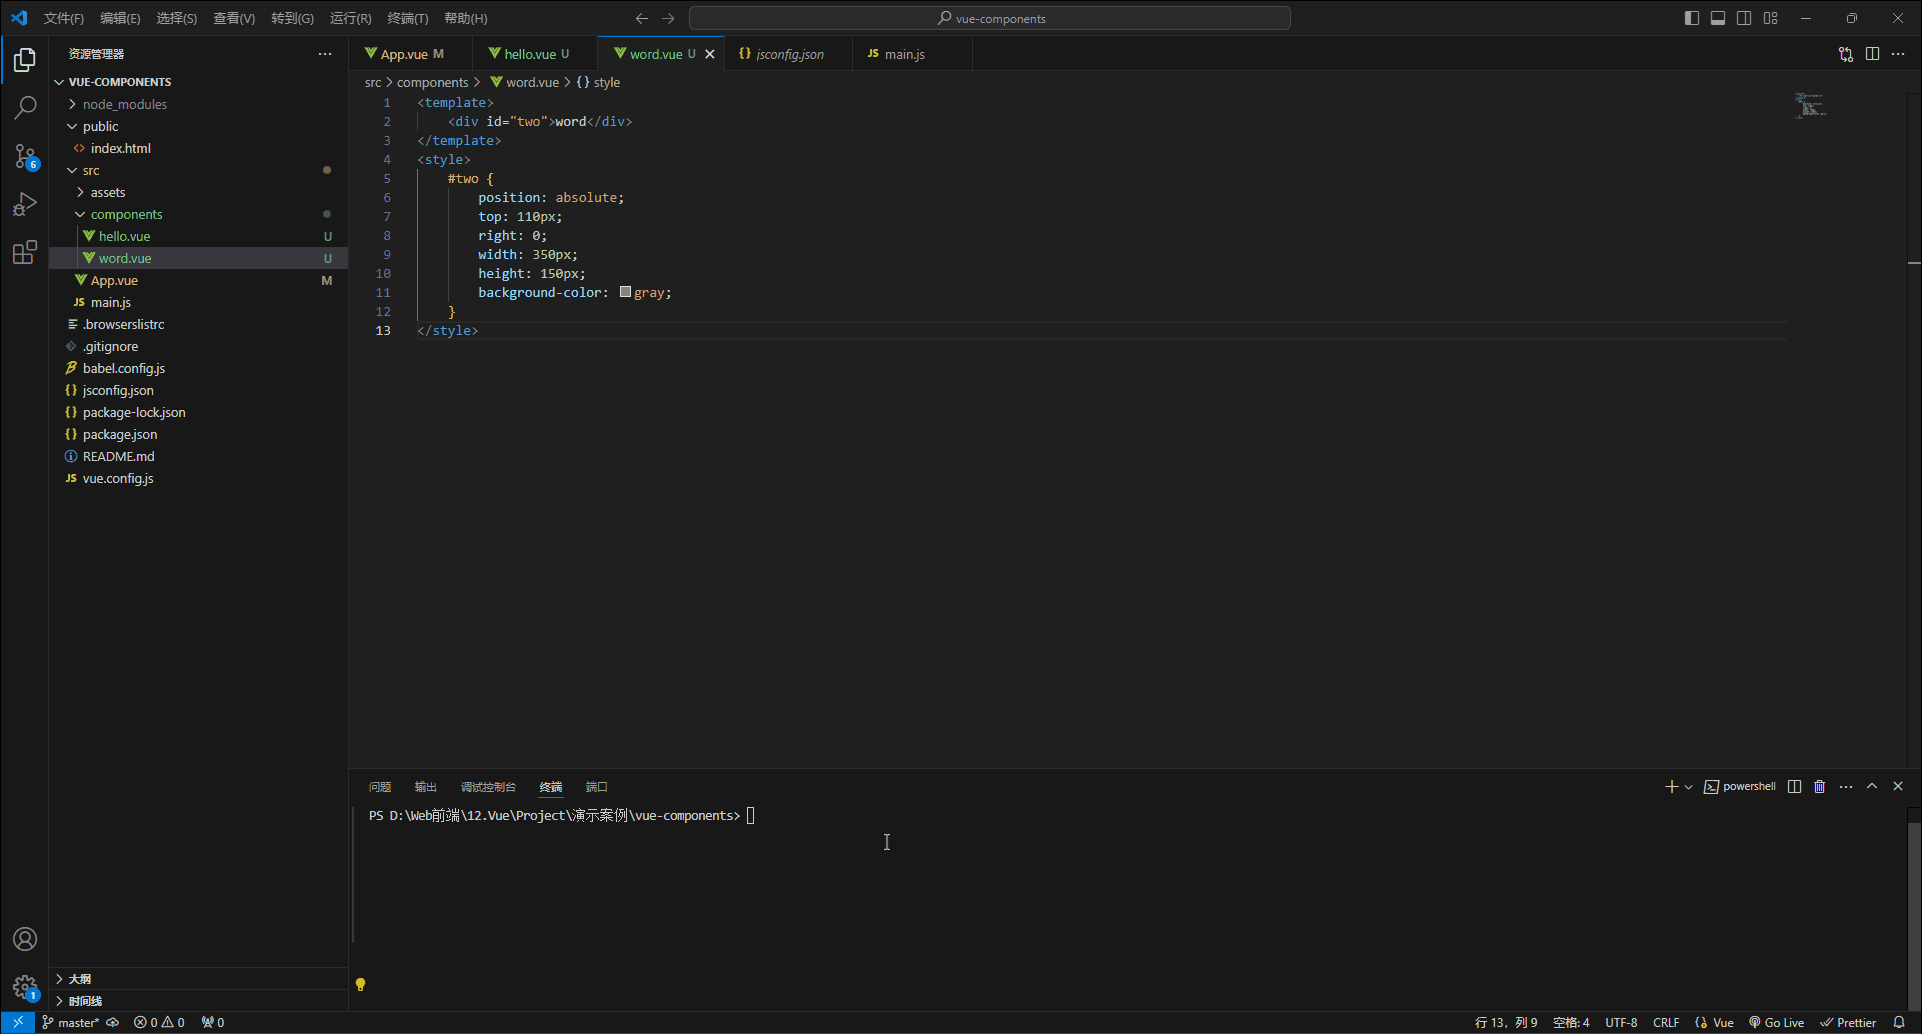 文件(F) 编辑(E) 选择(S) 查看(V) 转到(G) 运行(R) 终端(T) 帮助(H) vue-components
资源管理器
App.vue M hello.vue U word.vue U {} jsconfig.json JS main.js
src > components > word.vue > {} style
VUE-COMPONENTS
node_modules
public
<> index.html
src
assets
components
hello.vue U
word.vue U
App.vue M
JS main.js
.browserslistrc
.gitignore
babel.config.js
{} jsconfig.json
{} package-lock.json
{} package.json
README.md
JS vue.config.js
6
1 <template>
2 <div id="two">word</div>
3 </template>
4 <style>
5 #two {
6 position: absolute;
7 top: 110px;
8 right: 0;
9 width: 350px;
10 height: 150px;
11 background-color: gray;
12 }
13 </style>
问题 输出 调试控制台 终端 端口 powershell
PS D:\Web前端\12.Vue\Project\演示案例\vue-components>
大纲
时间线
1
master* 0 0 0 行 13，列 9 空格: 4 UTF-8 CRLF {} Vue Go Live Prettier